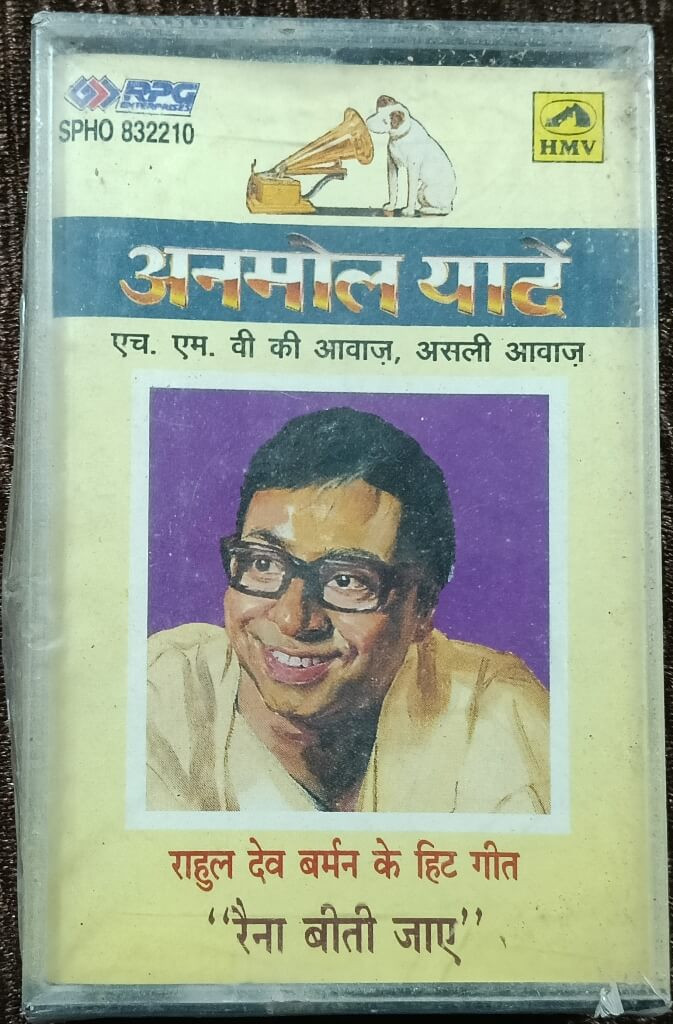 RPG
ENTERPRISES
SPHO 832210
HMV
अनमोल यादें
एच. एम. वी की आवाज़, असली आवाज़
राहुल देव बर्मन के हिट गीत
“रैना बीती जाए”